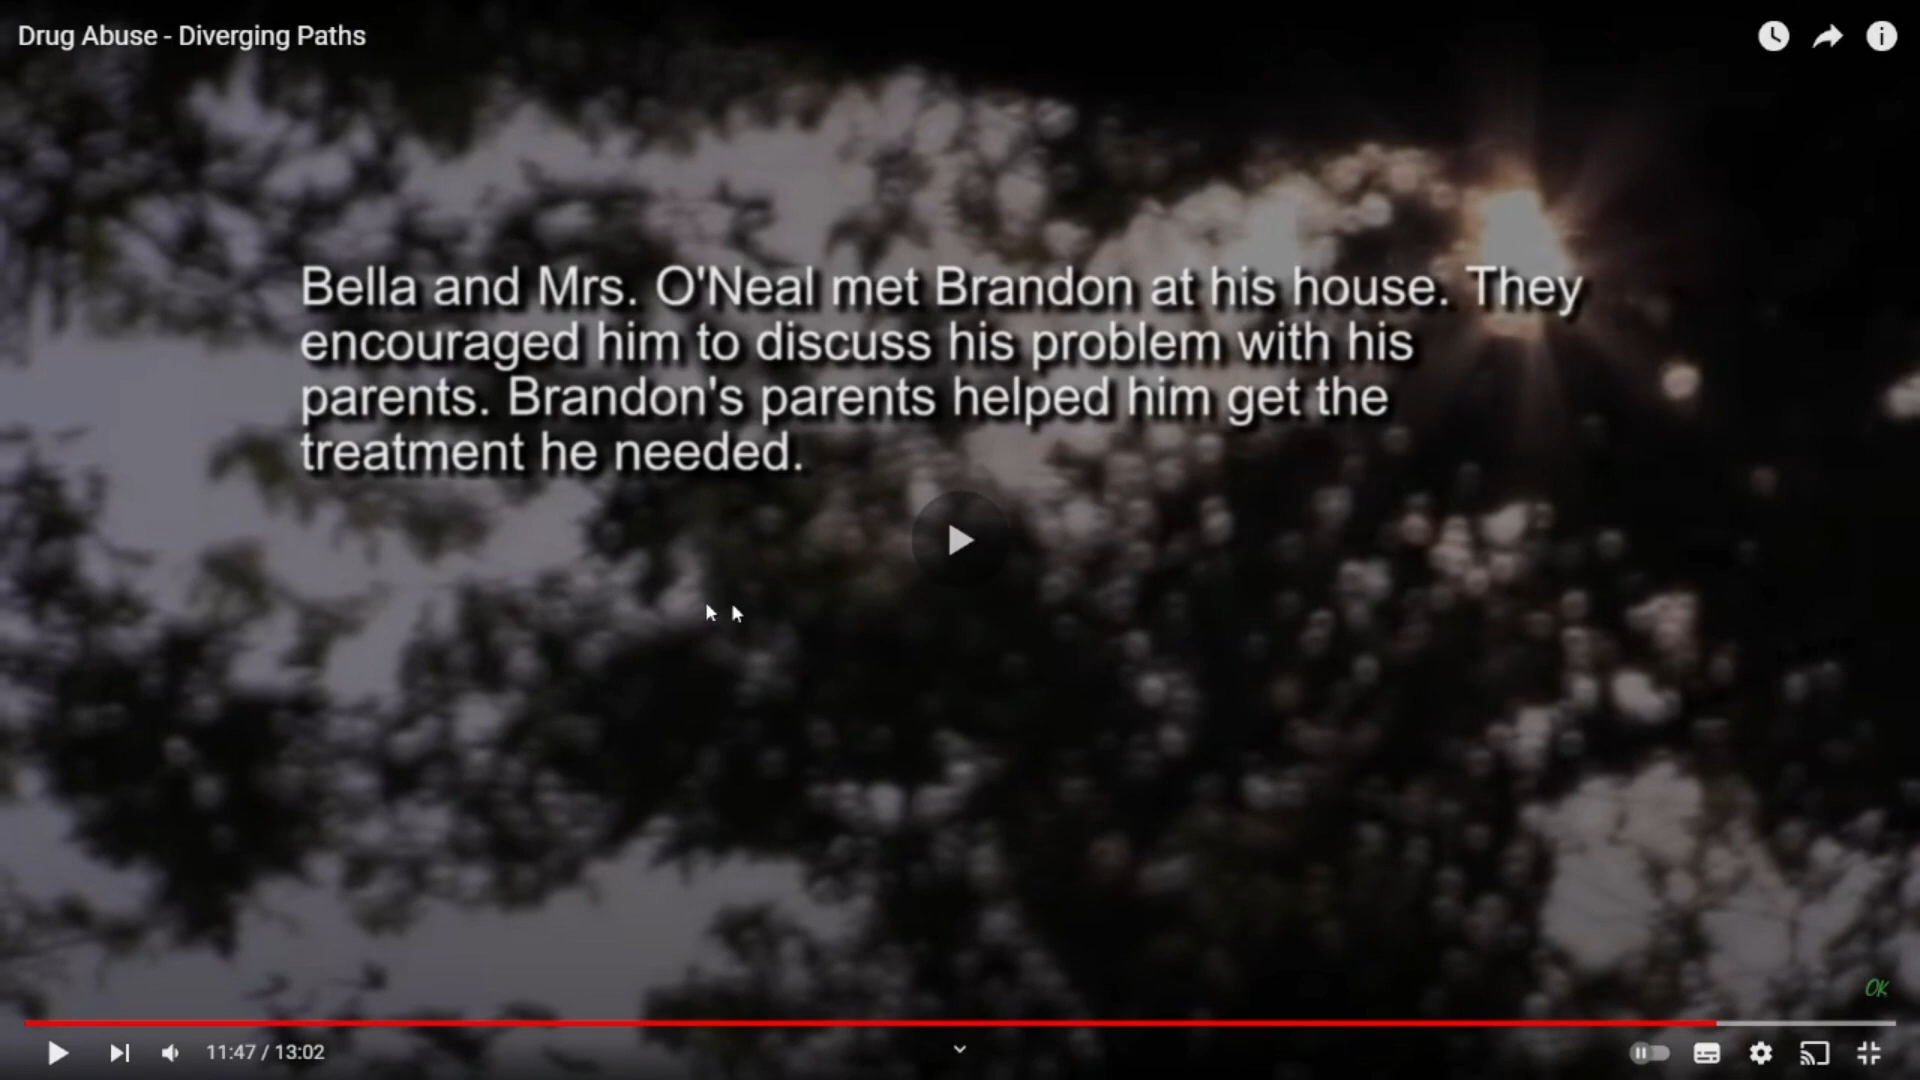 Drug Abuse - Diverging Paths
Bella and Mrs. O'Neal met Brandon at his house. They
encouraged him to discuss his problem with his
parents. Brandon's parents helped him get the
treatment he needed.
OK
11:47 / 13:02